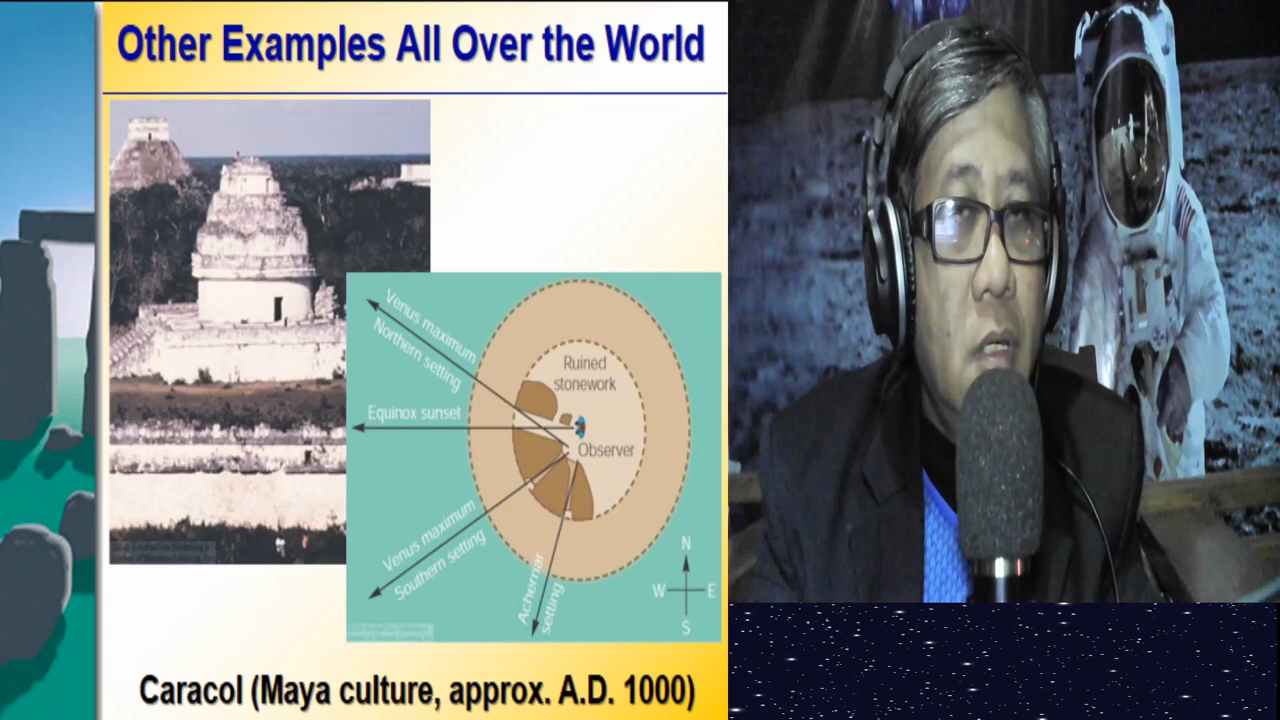 Other Examples All Over the World
Venus maximum
Northern setting
Ruined
stonework
Equinox sunset
Observer
Venus maximum
Southern setting
Achernar
setting
N
W E
S
Caracol (Maya culture, approx. A.D. 1000)